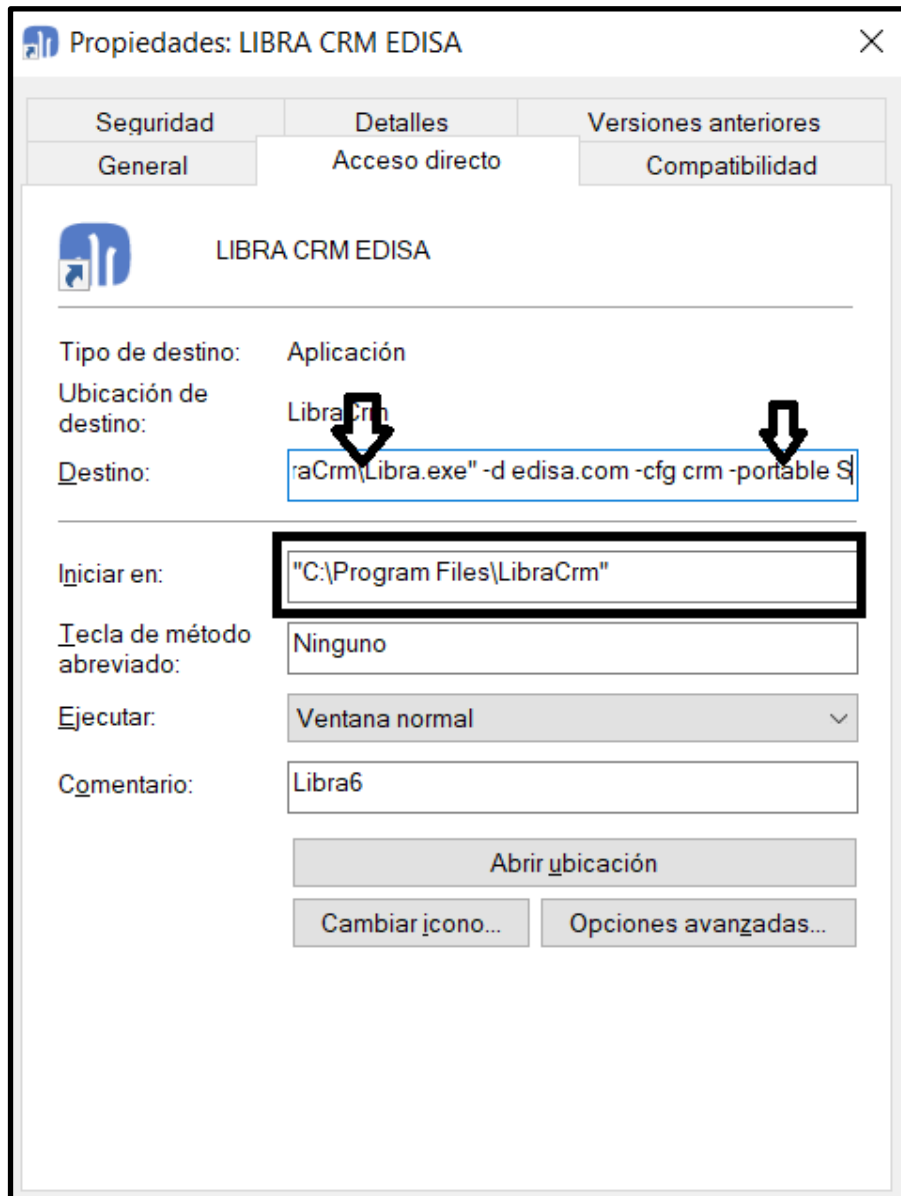 Propiedades: LIBRA CRM EDISA
Seguridad Detalles Versiones anteriores
General Acceso directo Compatibilidad
LIBRA CRM EDISA
Tipo de destino: Aplicación
Ubicación de
destino: LibraCrm
Destino: raCrm\Libra.exe" -d edisa.com -cfg crm -portable S
Iniciar en: "C:\Program Files\LibraCrm"
Tecla de método
abreviado: Ninguno
Ejecutar: Ventana normal
Comentario: Libra6
Abrir ubicación
Cambiar icono... Opciones avanzadas...